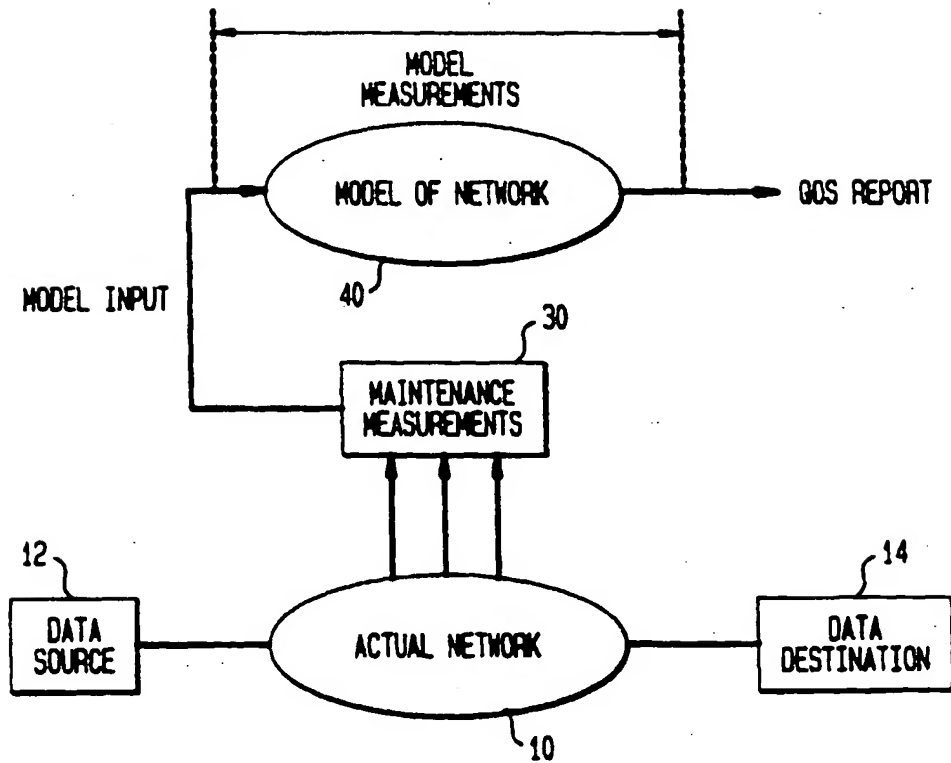 MODEL
MEASUREMENTS
MODEL OF NETWORK
QOS REPORT
40
MODEL INPUT
30
MAINTENANCE
MEASUREMENTS
12
14
DATA
SOURCE
ACTUAL NETWORK
DATA
DESTINATION
10